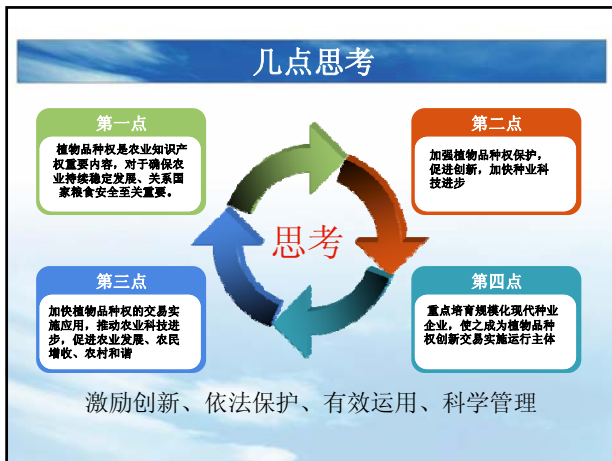 几点思考
第一点
植物品种权是农业知识产
权重要内容，对于确保农
业持续稳定发展、关系国
家粮食安全至关重要。
第二点
加强植物品种权保护，
促进创新，加快种业科
技进步
思考
第三点
加快植物品种权的交易实
施应用，推动农业科技进
步，促进农业发展、农民
增收、农村和谐
第四点
重点培育规模化现代种业
企业，使之成为植物品种
权创新交易实施运行主体
激励创新、依法保护、有效运用、科学管理